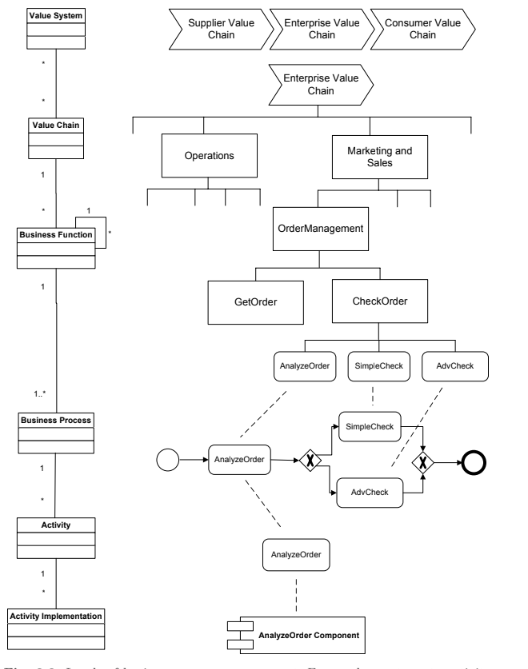 Value System
Supplier Value
Chain
Enterprise Value
Chain
Consumer Value
Chain
*
*
Enterprise Value
Chain
Value Chain
Operations
Marketing and
Sales
1
*
1
*
Business Function
OrderManagement
1
GetOrder
CheckOrder
AnalyzeOrder
SimpleCheck
AdvCheck
1..*
Business Process
SimpleCheck
AnalyzeOrder
X
X
AdvCheck
1
*
Activity
AnalyzeOrder
1
*
Activity Implementation
AnalyzeOrder Component